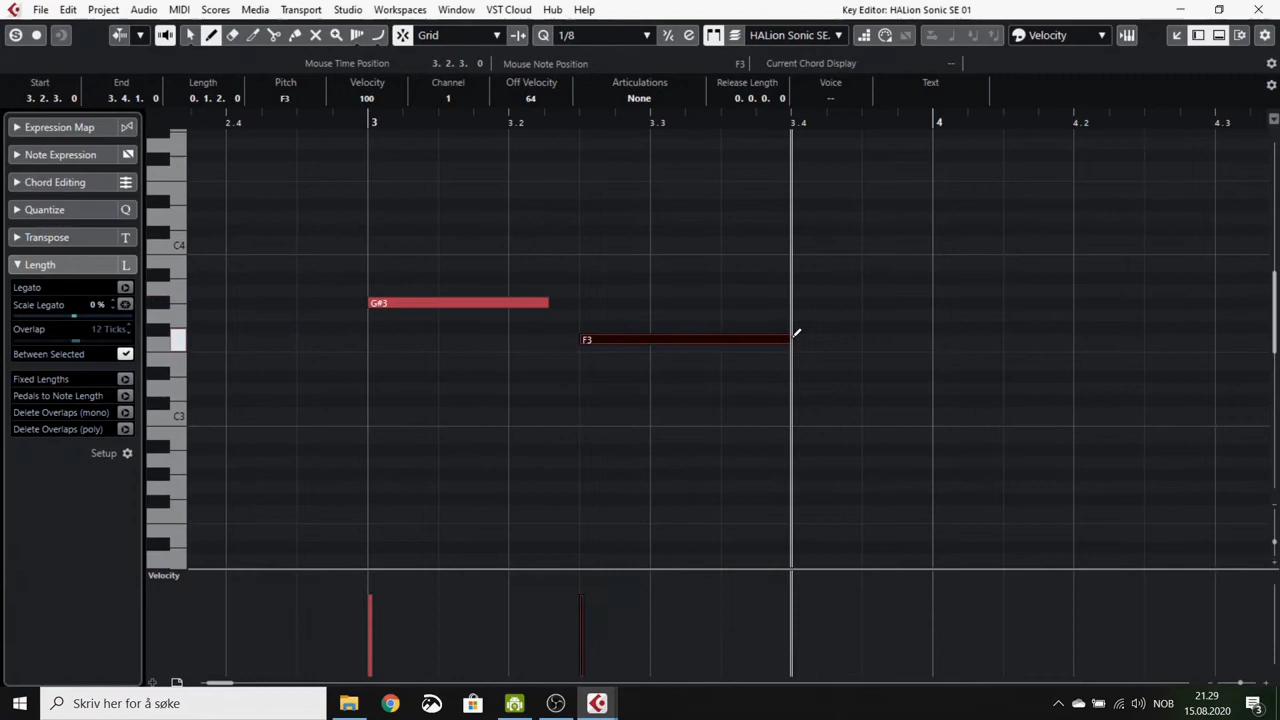 File Edit Project Audio MIDI Scores Media Transport Studio Workspaces Window VST Cloud Hub Help Key Editor: HALion Sonic SE 01
S Grid Q 1/8 HALion Sonic SE. Velocity
Mouse Time Position 3. 2. 3. 0 Mouse Note Position F3 Current Chord Display --
Start End Length Pitch Velocity Channel Off Velocity Articulations Release Length Voice Text
3. 2. 3. 0 3. 4. 1. 0 0. 1. 2. 0 F3 100 1 64 None 0. 0. 0. 0 --
2.4 3 3.2 3.3 3.4 4 4.2 4.3
Expression Map
Note Expression
Chord Editing
Quantize Q
Transpose T
Length L
Legato
Scale Legato 0 %
Overlap 12 Ticks
Between Selected
Fixed Lengths
Pedals to Note Length
Delete Overlaps (mono)
Delete Overlaps (poly)
Setup
C4
G#3
F3
C3
Velocity
Skriv her for å søke
NOB
21.29
15.08.2020
3